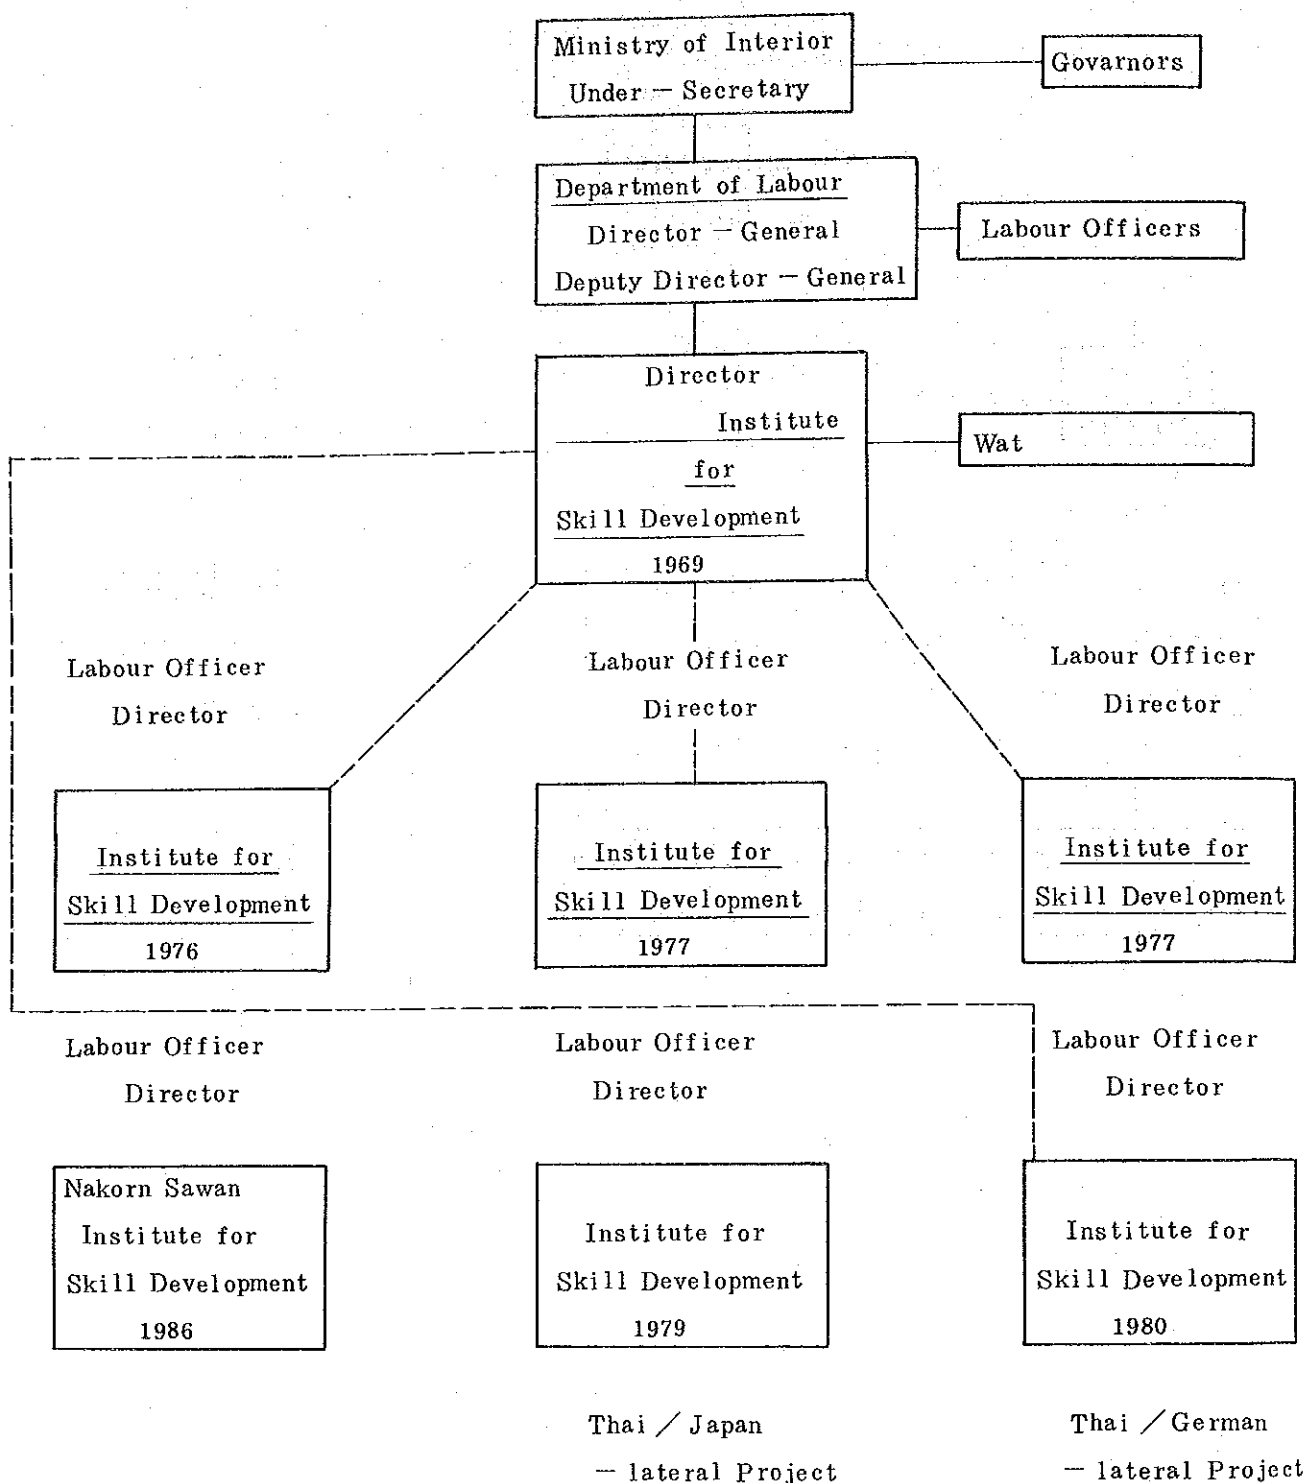 Ministry of Interior
Under — Secretary
Govarnors
Department of Labour
Director — General
Deputy Director — General
Labour Officers
Director
Institute
for
Skill Development
1969
Wat
Labour Officer
Director
Labour Officer
Director
Labour Officer
Director
Institute for
Skill Development
1976
Institute for
Skill Development
1977
Institute for
Skill Development
1977
Labour Officer
Director
Labour Officer
Director
Labour Officer
Director
Nakorn Sawan
Institute for
Skill Development
1986
Institute for
Skill Development
1979
Institute for
Skill Development
1980
Thai / Japan
— lateral Project
Thai / German
— lateral Project